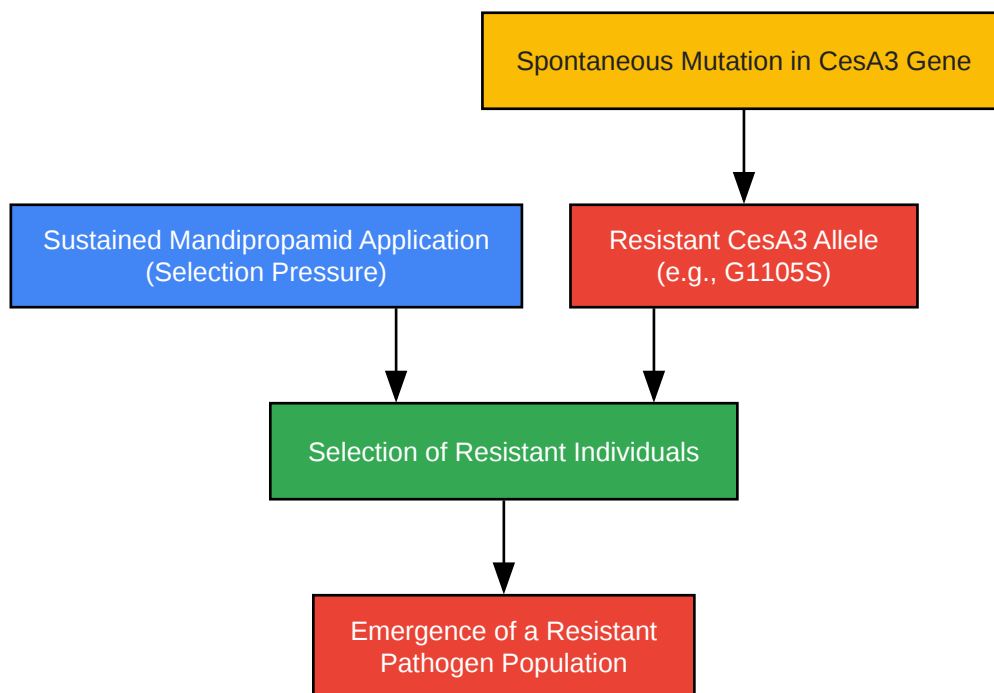 Spontaneous Mutation in CesA3 Gene
Sustained Mandipropamid Application
(Selection Pressure)
Resistant CesA3 Allele
(e.g., G1105S)
Selection of Resistant Individuals
Emergence of a Resistant
Pathogen Population